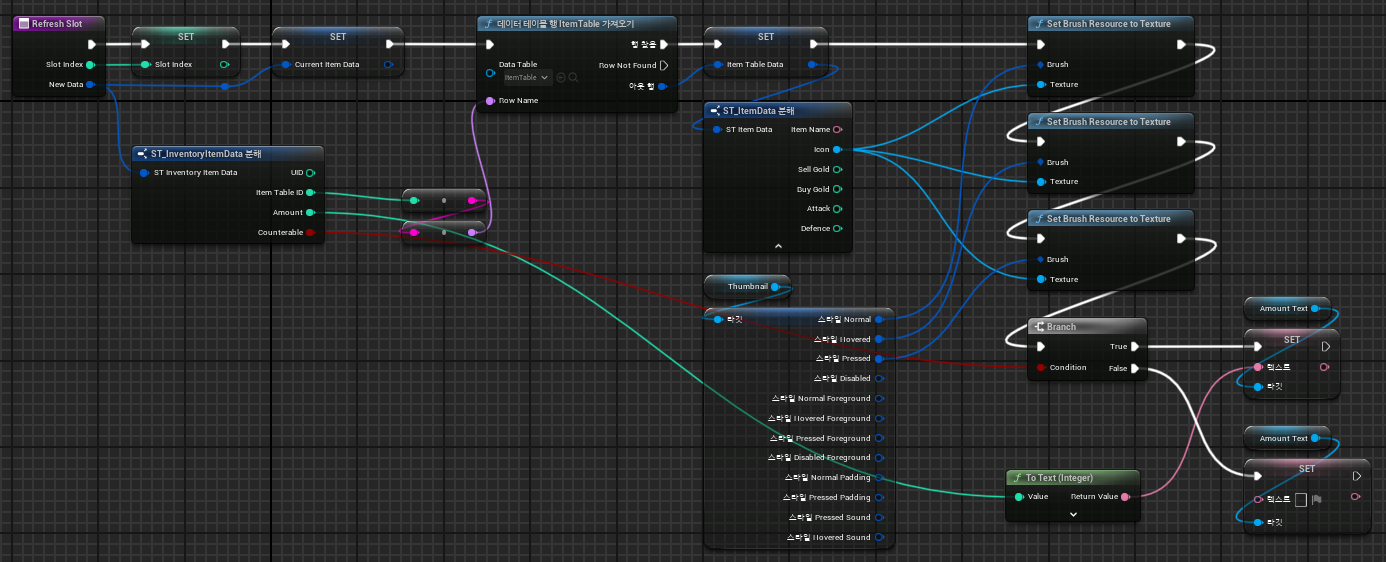 Refresh Slot
Slot Index
New Data
SET
Slot Index
SET
Current Item Data
데이터 테이블 행 ItemTable 가져오기
행 찾음
Data Table
ItemTable
Row Not Found
아웃 행
Row Name
SET
Item Table Data
ST_InventoryItemData 분해
ST Inventory Item Data
UID
Item Table ID
Amount
Counterable
ST_ItemData 분해
ST Item Data
Item Name
Icon
Sell Gold
Buy Gold
Attack
Defence
Thumbnail
타깃
스타일 Normal
스타일 Hovered
스타일 Pressed
스타일 Disabled
스타일 Normal Foreground
스타일 Hovered Foreground
스타일 Pressed Foreground
스타일 Disabled Foreground
스타일 Normal Padding
스타일 Pressed Padding
스타일 Pressed Sound
스타일 Hovered Sound
Set Brush Resource to Texture
Brush
Texture
Set Brush Resource to Texture
Brush
Texture
Set Brush Resource to Texture
Brush
Texture
Branch
True
Condition
False
To Text (Integer)
Value
Return Value
Amount Text
SET
텍스트
타깃
Amount Text
SET
텍스트
타깃